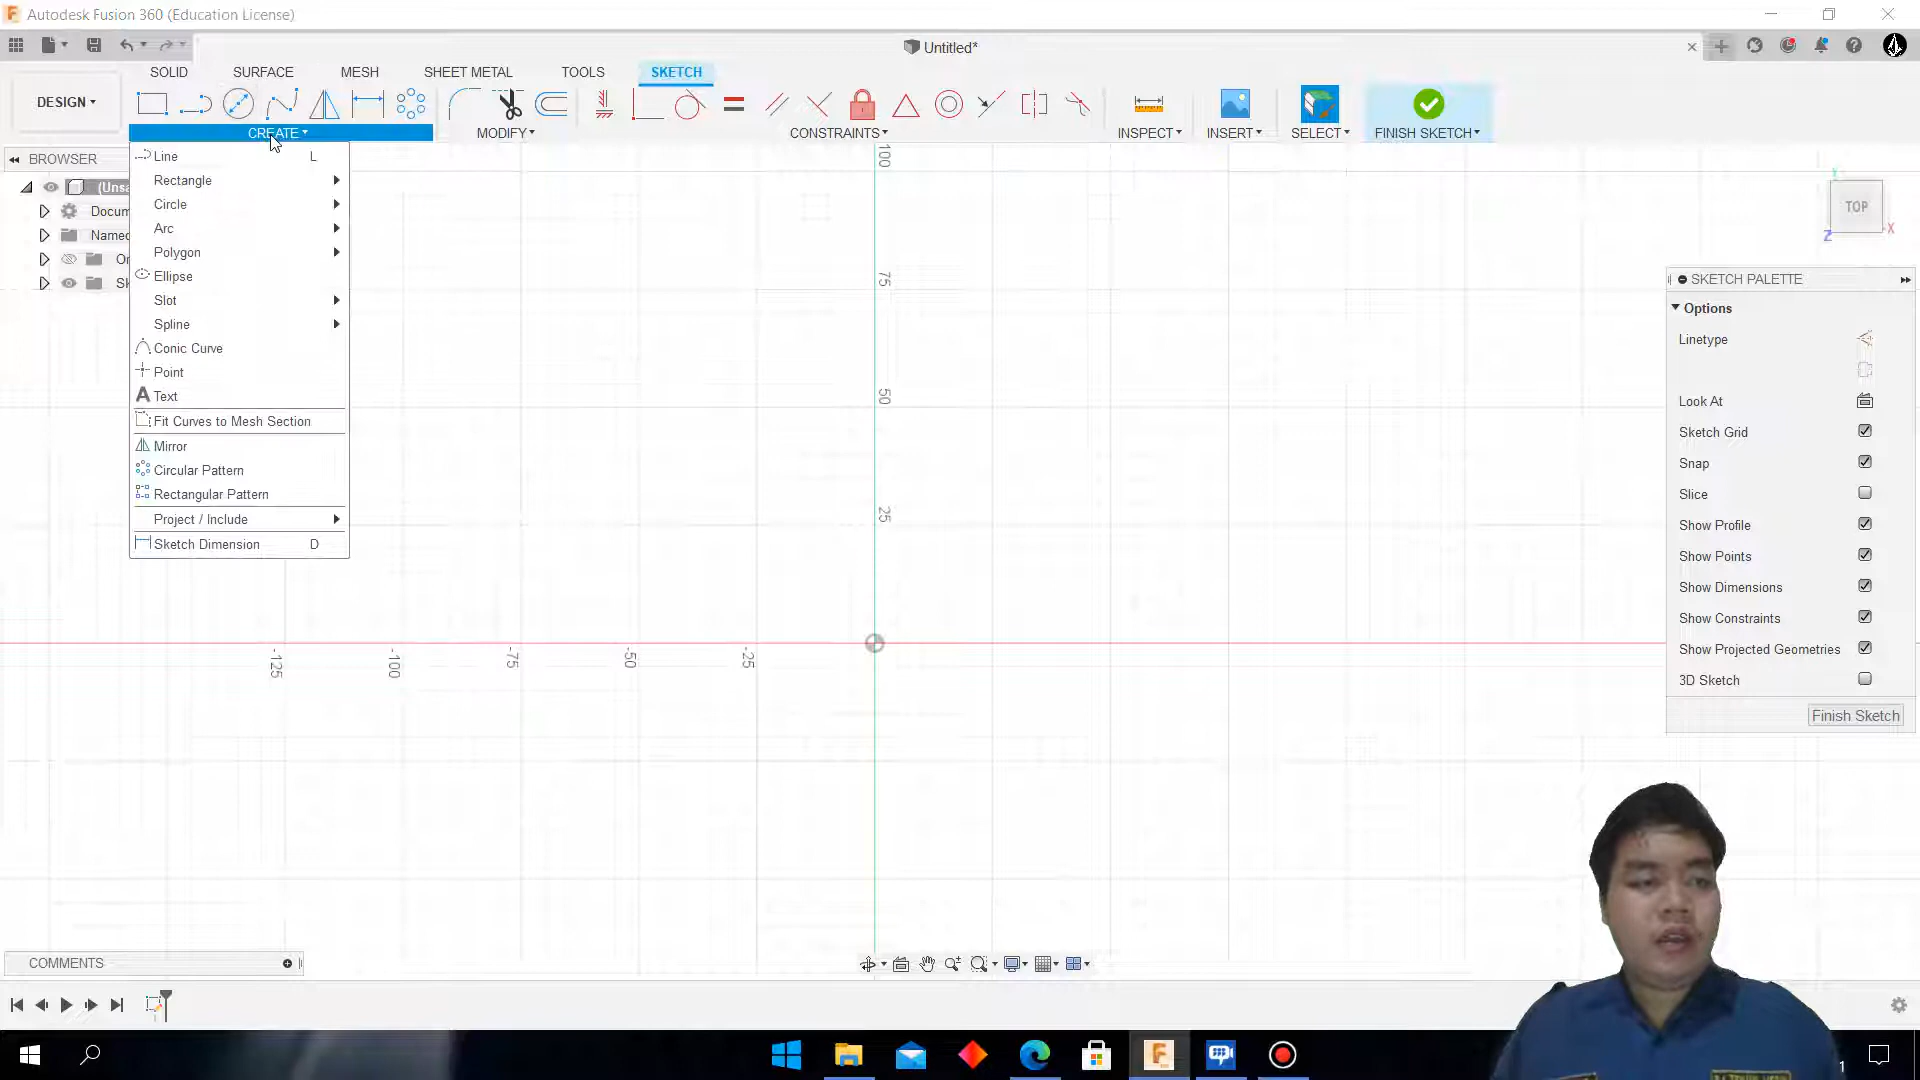 Autodesk Fusion 360 (Education License)
Untitled*
SOLID
SURFACE
MESH
SHEET METAL
TOOLS
SKETCH
DESIGN
CREATE
MODIFY
CONSTRAINTS
INSPECT
INSERT
SELECT
FINISH SKETCH
BROWSER
(Unsa
Docum
Named
Or
Sk
Line L
Rectangle
Circle
Arc
Polygon
Ellipse
Slot
Spline
Conic Curve
Point
Text
Fit Curves to Mesh Section
Mirror
Circular Pattern
Rectangular Pattern
Project / Include
Sketch Dimension D
100
75
50
25
-125
-100
-75
-50
-25
Y
TOP
X
Z
SKETCH PALETTE
Options
Linetype
Look At
Sketch Grid
Snap
Slice
Show Profile
Show Points
Show Dimensions
Show Constraints
Show Projected Geometries
3D Sketch
Finish Sketch
COMMENTS
1